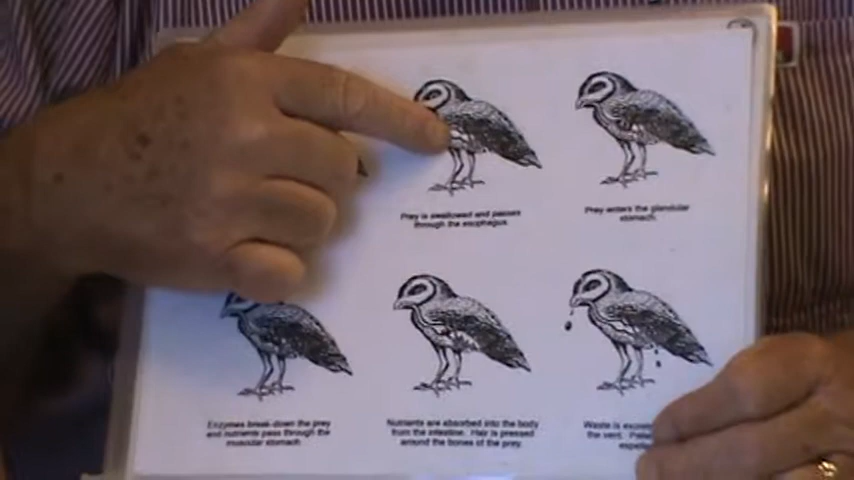 Prey is swallowed and passes
through the esophagus.
Prey enters the glandular
stomach.
Enzymes break down the prey
and nutrients pass through the
muscular stomach.
Nutrients are absorbed into the body
from the intestine. Hair is pressed
around the bones of the prey.
Waste is
the vent.